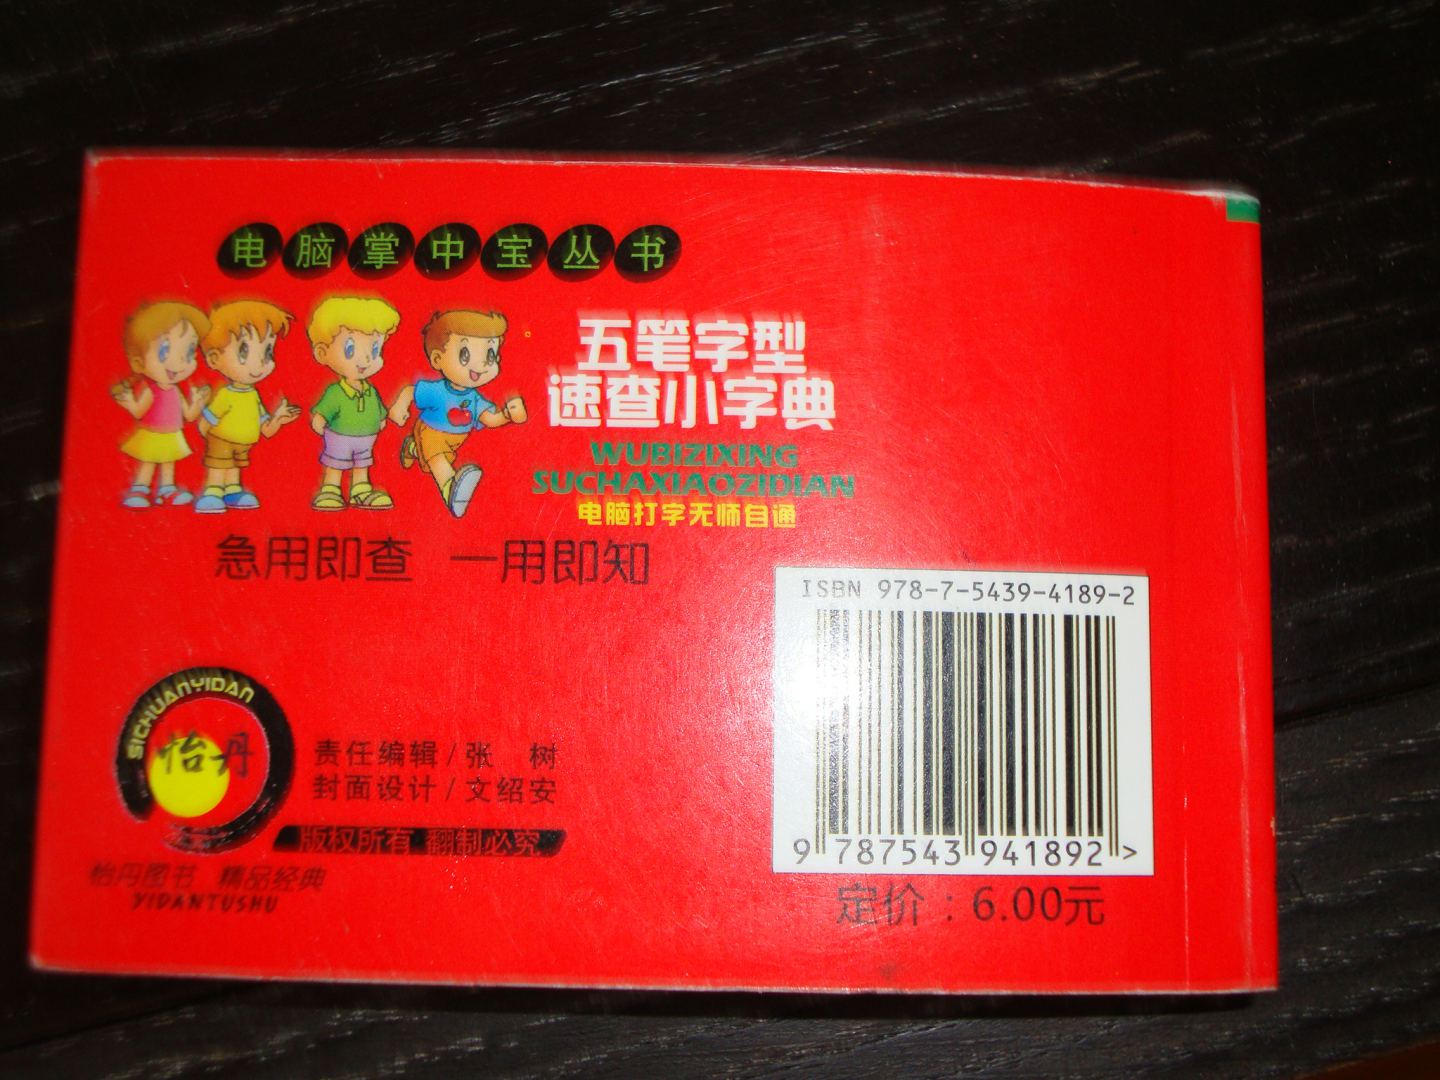 电脑掌中宝丛书
五笔字型
速查小字典
WUBIZIXING
SUCHAXIAOZIDIAN
电脑打字无师自通
急用即查 一用即知
ISBN 978-7-5439-4189-2
9 787543 941892 >
定价：6.00元
SICHUANYIDAN
怡丹
责任编辑/张 树
封面设计/文绍安
版权所有 翻制必究
怡丹图书 精品经典
YIDANTUSHU